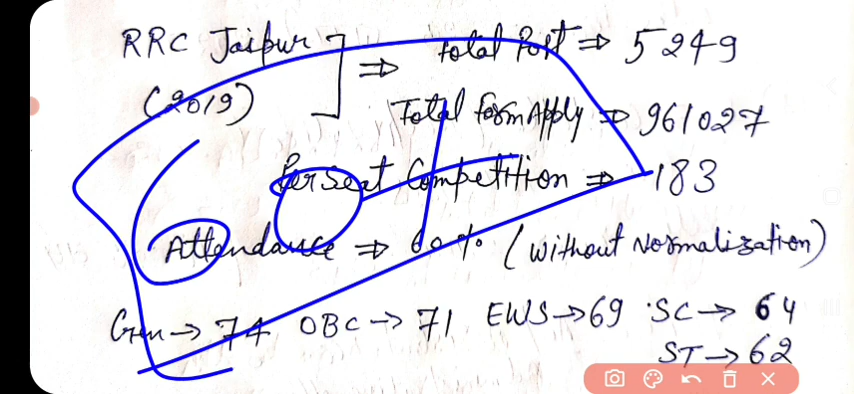 RRC Jaipur ⇒ Total Post ⇒ 5249
(2019)
Total form Apply ⇒ 961027
Per seat Competition ⇒ 183
Attendance ⇒ 60% (without Normalization)
Gen → 74 OBC → 71 EWS → 69 SC → 64
ST → 62